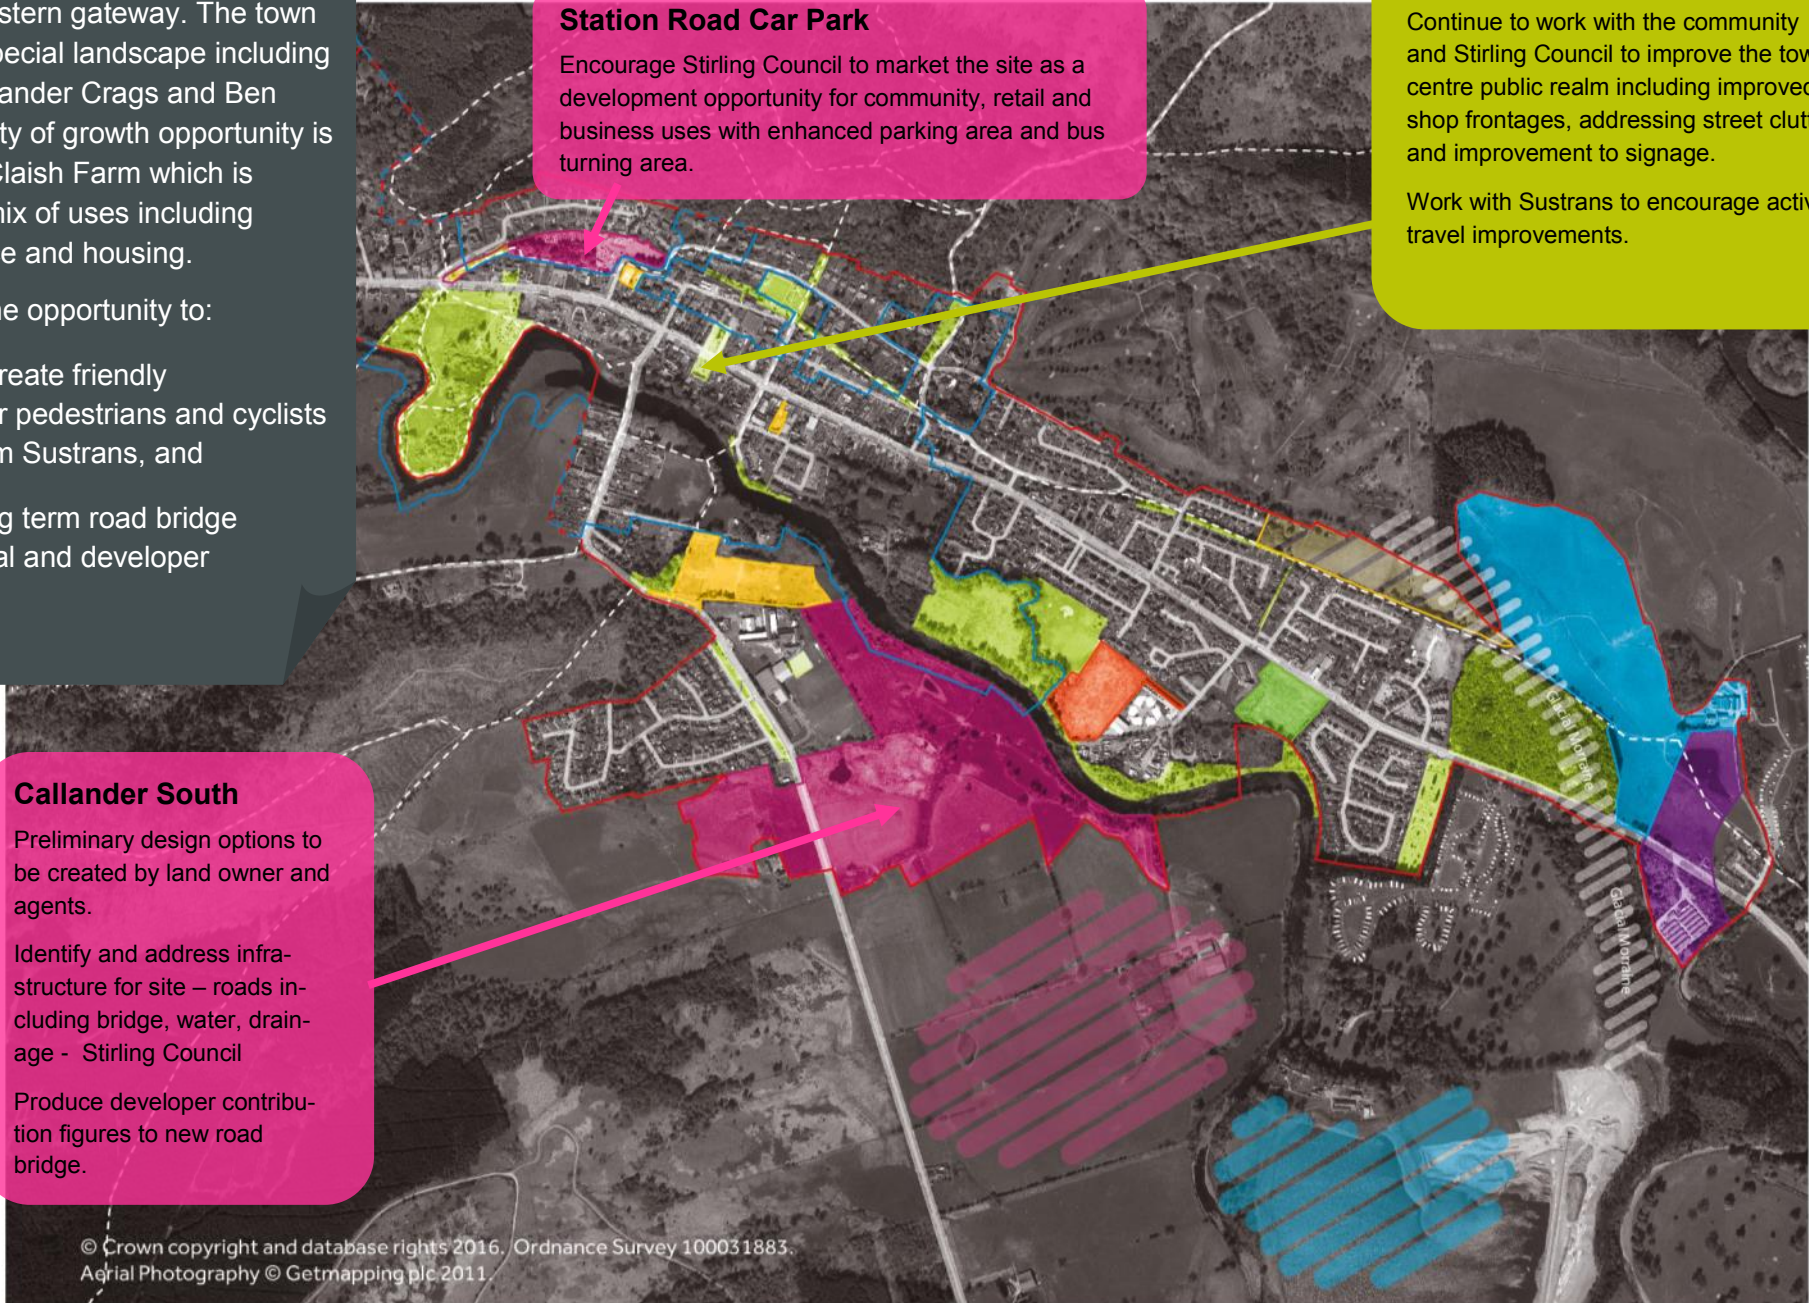 stern gateway. The town
pecial landscape including
ander Crags and Ben
ty of growth opportunity is
Claish Farm which is
mix of uses including
e and housing.
ne opportunity to:
reate friendly
r pedestrians and cyclists
m Sustrans, and
g term road bridge
al and developer
Station Road Car Park
Encourage Stirling Council to market the site as a
development opportunity for community, retail and
business uses with enhanced parking area and bus
turning area.
Continue to work with the community
and Stirling Council to improve the tow
centre public realm including improved
shop frontages, addressing street clutt
and improvement to signage.
Work with Sustrans to encourage activ
travel improvements.
Glacial Morraine
Glacial Morraine
Callander South
Preliminary design options to
be created by land owner and
agents.
Identify and address infra-
structure for site – roads in-
cluding bridge, water, drain-
age - Stirling Council
Produce developer contribu-
tion figures to new road
bridge.
© Crown copyright and database rights 2016. Ordnance Survey 100031883.
Aerial Photography © Getmapping plc 2011.